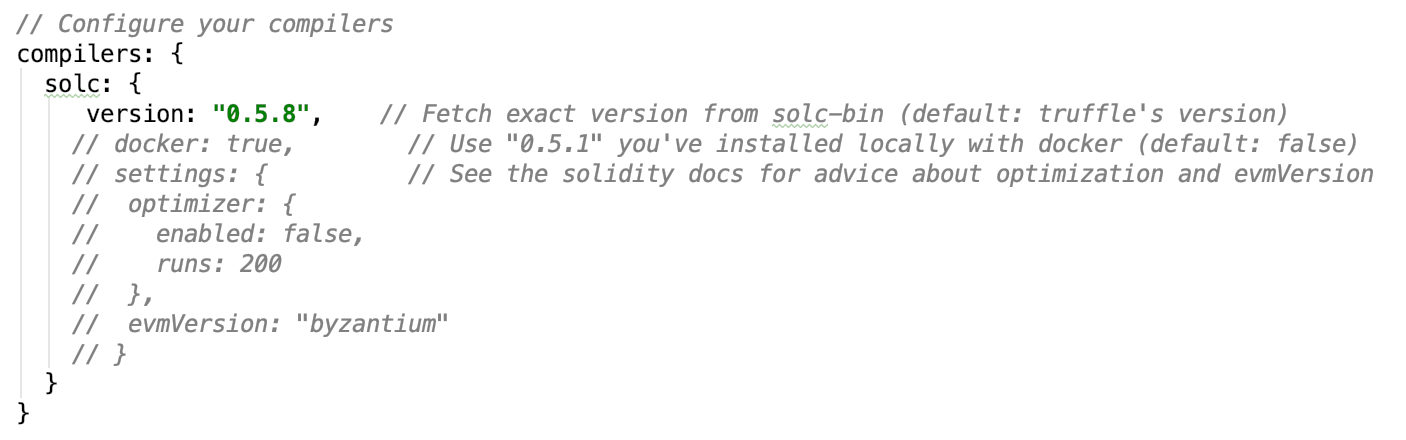 // Configure your compilers
compilers: {
  solc: {
     version: "0.5.8",    // Fetch exact version from solc-bin (default: truffle's version)
    // docker: true,        // Use "0.5.1" you've installed locally with docker (default: false)
    // settings: {          // See the solidity docs for advice about optimization and evmVersion
    //  optimizer: {
    //    enabled: false,
    //    runs: 200
    //  },
    //  evmVersion: "byzantium"
    // }
  }
}